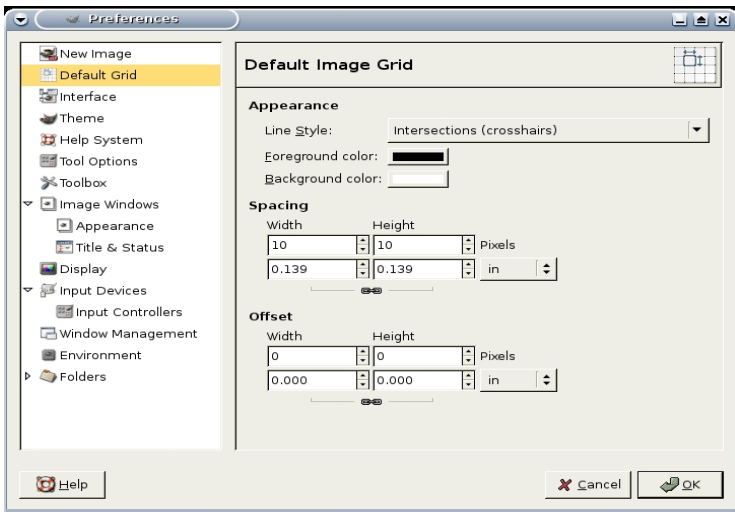 Preferences
New Image
Default Grid
Interface
Theme
Help System
Tool Options
Toolbox
Image Windows
Appearance
Title & Status
Display
Input Devices
Input Controllers
Window Management
Environment
Folders
Default Image Grid
Appearance
Line Style: Intersections (crosshairs)
Foreground color:
Background color:
Spacing
Width Height
10 10 Pixels
0.139 0.139 in
Offset
Width Height
0 0 Pixels
0.000 0.000 in
Help Cancel OK